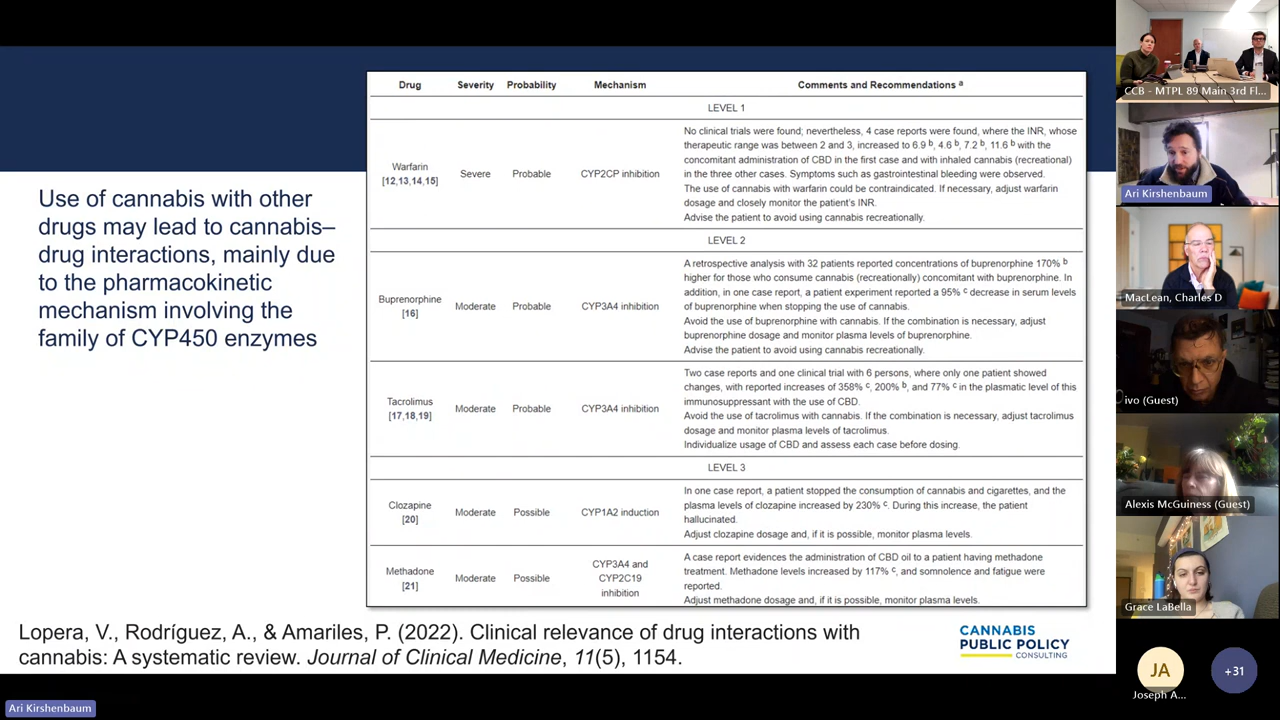 Use of cannabis with other
drugs may lead to cannabis–
drug interactions, mainly due
to the pharmacokinetic
mechanism involving the
family of CYP450 enzymes
Drug Severity Probability Mechanism Comments and Recommendations a
LEVEL 1
Warfarin
[12,13,14,15]
Severe
Probable
CYP2CP inhibition
No clinical trials were found; nevertheless, 4 case reports were found, where the INR, whose
therapeutic range was between 2 and 3, increased to 6.9 b, 4.6 b, 7.2 b, 11.6 b with the
concomitant administration of CBD in the first case and with inhaled cannabis (recreational)
in the three other cases. Symptoms such as gastrointestinal bleeding were observed.
The use of cannabis with warfarin could be contraindicated. If necessary, adjust warfarin
dosage and closely monitor the patient's INR.
Advise the patient to avoid using cannabis recreationally.
LEVEL 2
Buprenorphine
[16]
Moderate
Probable
CYP3A4 inhibition
A retrospective analysis with 32 patients reported concentrations of buprenorphine 170% b
higher for those who consume cannabis (recreationally) concomitant with buprenorphine. In
addition, in one case report, a patient experiment reported a 95% c decrease in serum levels
of buprenorphine when stopping the use of cannabis.
Avoid the use of buprenorphine with cannabis. If the combination is necessary, adjust
buprenorphine dosage and monitor plasma levels of buprenorphine.
Advise the patient to avoid using cannabis recreationally.
Tacrolimus
[17,18,19]
Moderate
Probable
CYP3A4 inhibition
Two case reports and one clinical trial with 6 persons, where only one patient showed
changes, with reported increases of 358% c, 200% b, and 77% c in the plasmatic level of this
immunosuppressant with the use of CBD.
Avoid the use of tacrolimus with cannabis. If the combination is necessary, adjust tacrolimus
dosage and monitor plasma levels of tacrolimus.
Individualize usage of CBD and assess each case before dosing.
LEVEL 3
Clozapine
[20]
Moderate
Possible
CYP1A2 induction
In one case report, a patient stopped the consumption of cannabis and cigarettes, and the
plasma levels of clozapine increased by 230% c. During this increase, the patient
hallucinated.
Adjust clozapine dosage and, if it is possible, monitor plasma levels.
Methadone
[21]
Moderate
Possible
CYP3A4 and
CYP2C19
inhibition
A case report evidences the administration of CBD oil to a patient having methadone
treatment. Methadone levels increased by 117% c, and somnolence and fatigue were
reported.
Adjust methadone dosage and, if it is possible, monitor plasma levels.
Lopera, V., Rodríguez, A., & Amariles, P. (2022). Clinical relevance of drug interactions with
cannabis: A systematic review. Journal of Clinical Medicine, 11(5), 1154.
CANNABIS
PUBLIC POLICY
CONSULTING
Ari Kirshenbaum
CCB - MTPL 89 Main 3rd Fl...
Ari Kirshenbaum
MacLean, Charles D
ivo (Guest)
Alexis McGuiness (Guest)
Grace LaBella
JA
Joseph A...
+31